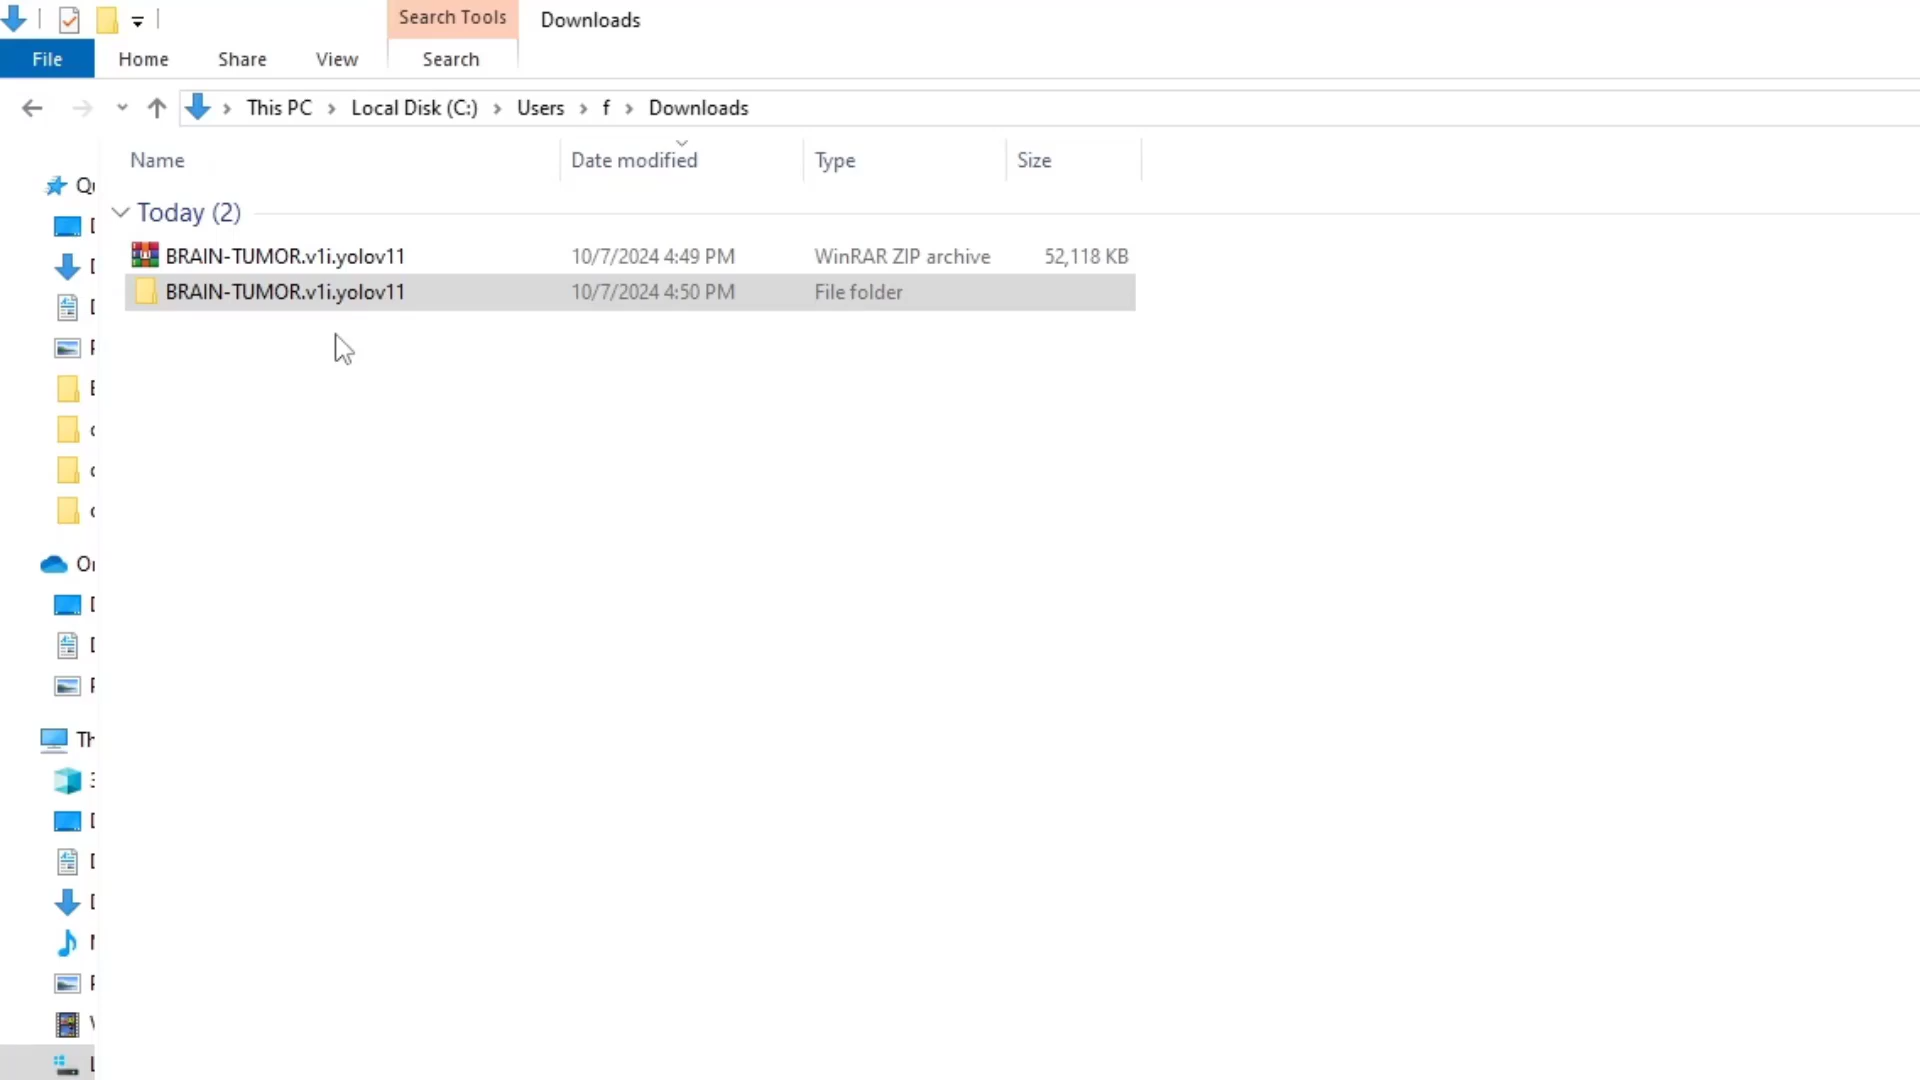 Search Tools
Downloads
File
Home
Share
View
Search
This PC
Local Disk (C:)
Users
f
Downloads
Name
Date modified
Type
Size
Today (2)
BRAIN-TUMOR.v1i.yolov11 10/7/2024 4:49 PM WinRAR ZIP archive 52,118 KB
BRAIN-TUMOR.v1i.yolov11 10/7/2024 4:50 PM File folder